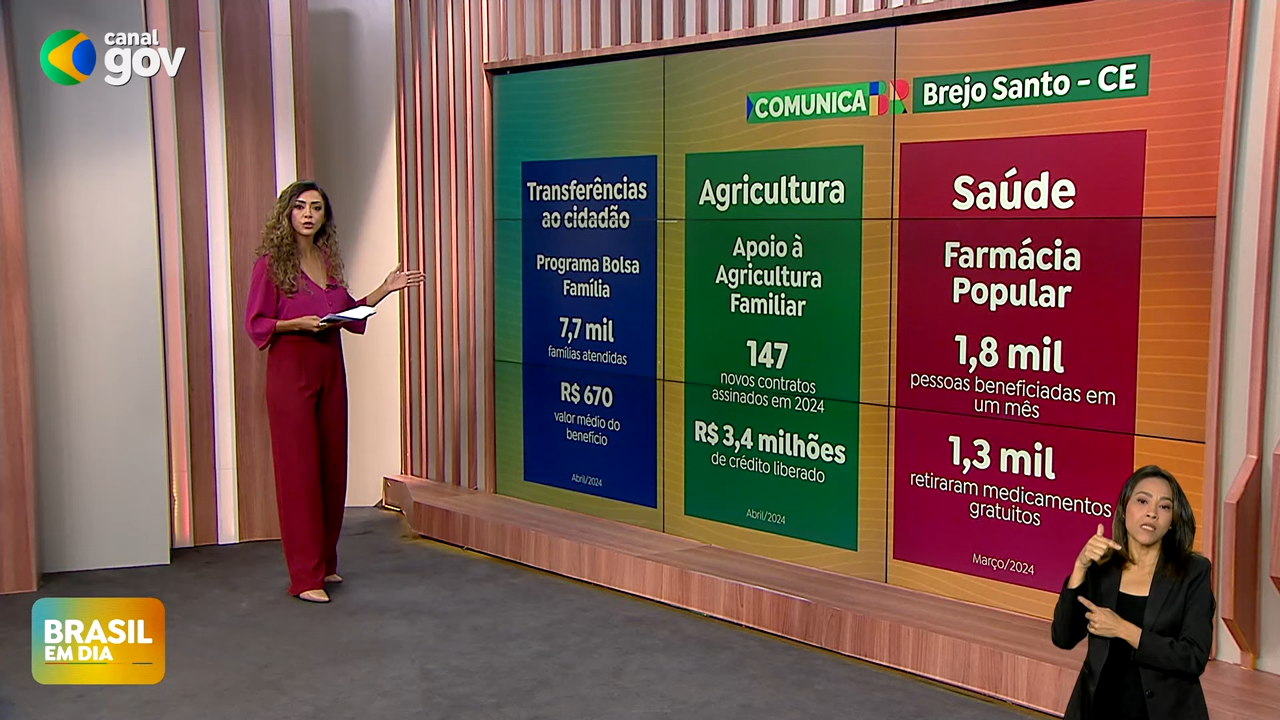 canal
gov
COMUNICABR
Brejo Santo - CE
Transferências
ao cidadão
Programa Bolsa
Família
7,7 mil
famílias atendidas
R$ 670
valor médio do
benefício
Abril/2024
Agricultura
Apoio à
Agricultura
Familiar
147
novos contratos
assinados em 2024
R$ 3,4 milhões
de crédito liberado
Abril/2024
Saúde
Farmácia
Popular
1,8 mil
pessoas beneficiadas em
um mês
1,3 mil
retiraram medicamentos
gratuitos
Março/2024
BRASIL
EM DIA